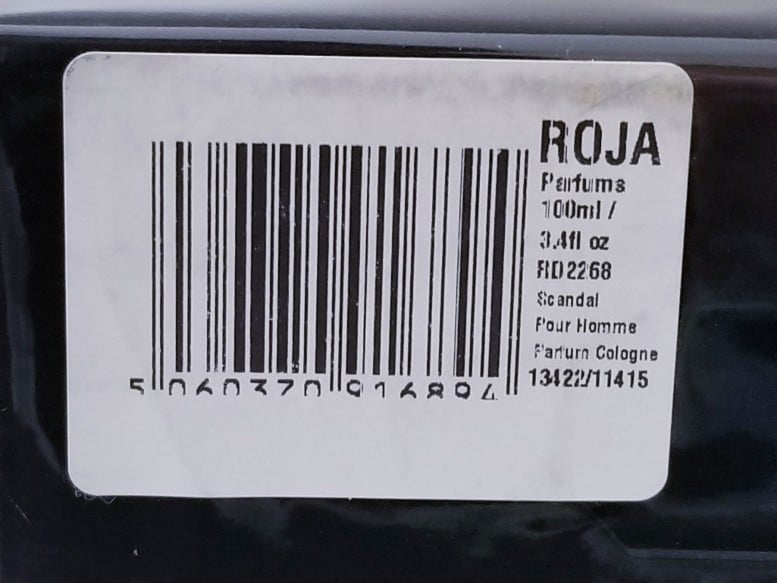 ROJA
Parfums
100ml /
3.4fl oz
RD2268
Scandal
Pour Homme
Parfum Cologne
13422/11415
5 060370 916894